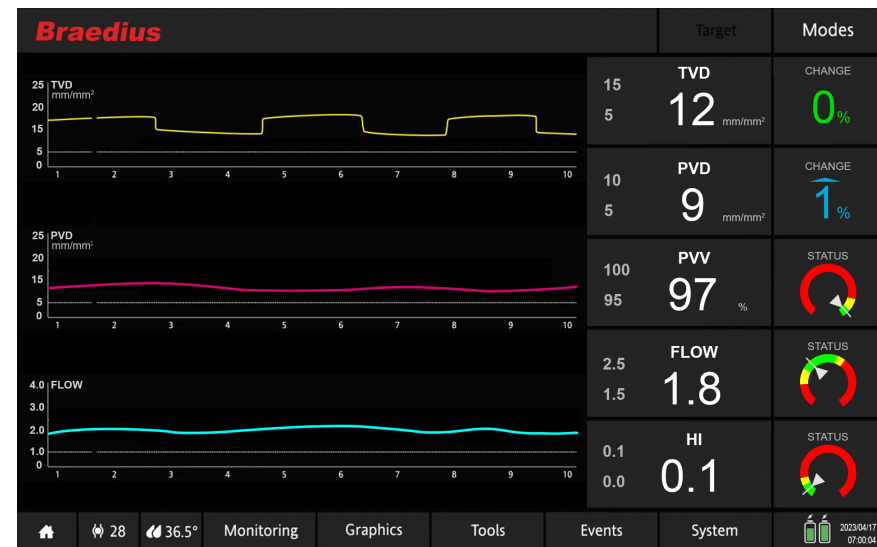 Braedius
Target
Modes
25 TVD
mm/mm²
20
15
5
0
1 2 3 4 5 6 7 8 9 10
15
5
TVD
12 mm/mm²
CHANGE
0%
25 PVD
mm/mm²
20
15
5
0
1 2 3 4 5 6 7 8 9 10
10
5
PVD
9 mm/mm²
CHANGE
1%
100
95
PVV
97 %
STATUS
4.0 FLOW
3.0
2.0
1.0
0
1 2 3 4 5 6 7 8 9 10
2.5
1.5
FLOW
1.8
STATUS
0.1
0.0
HI
0.1
STATUS
28 36.5° Monitoring Graphics Tools Events System
2023/04/17
07:00:04